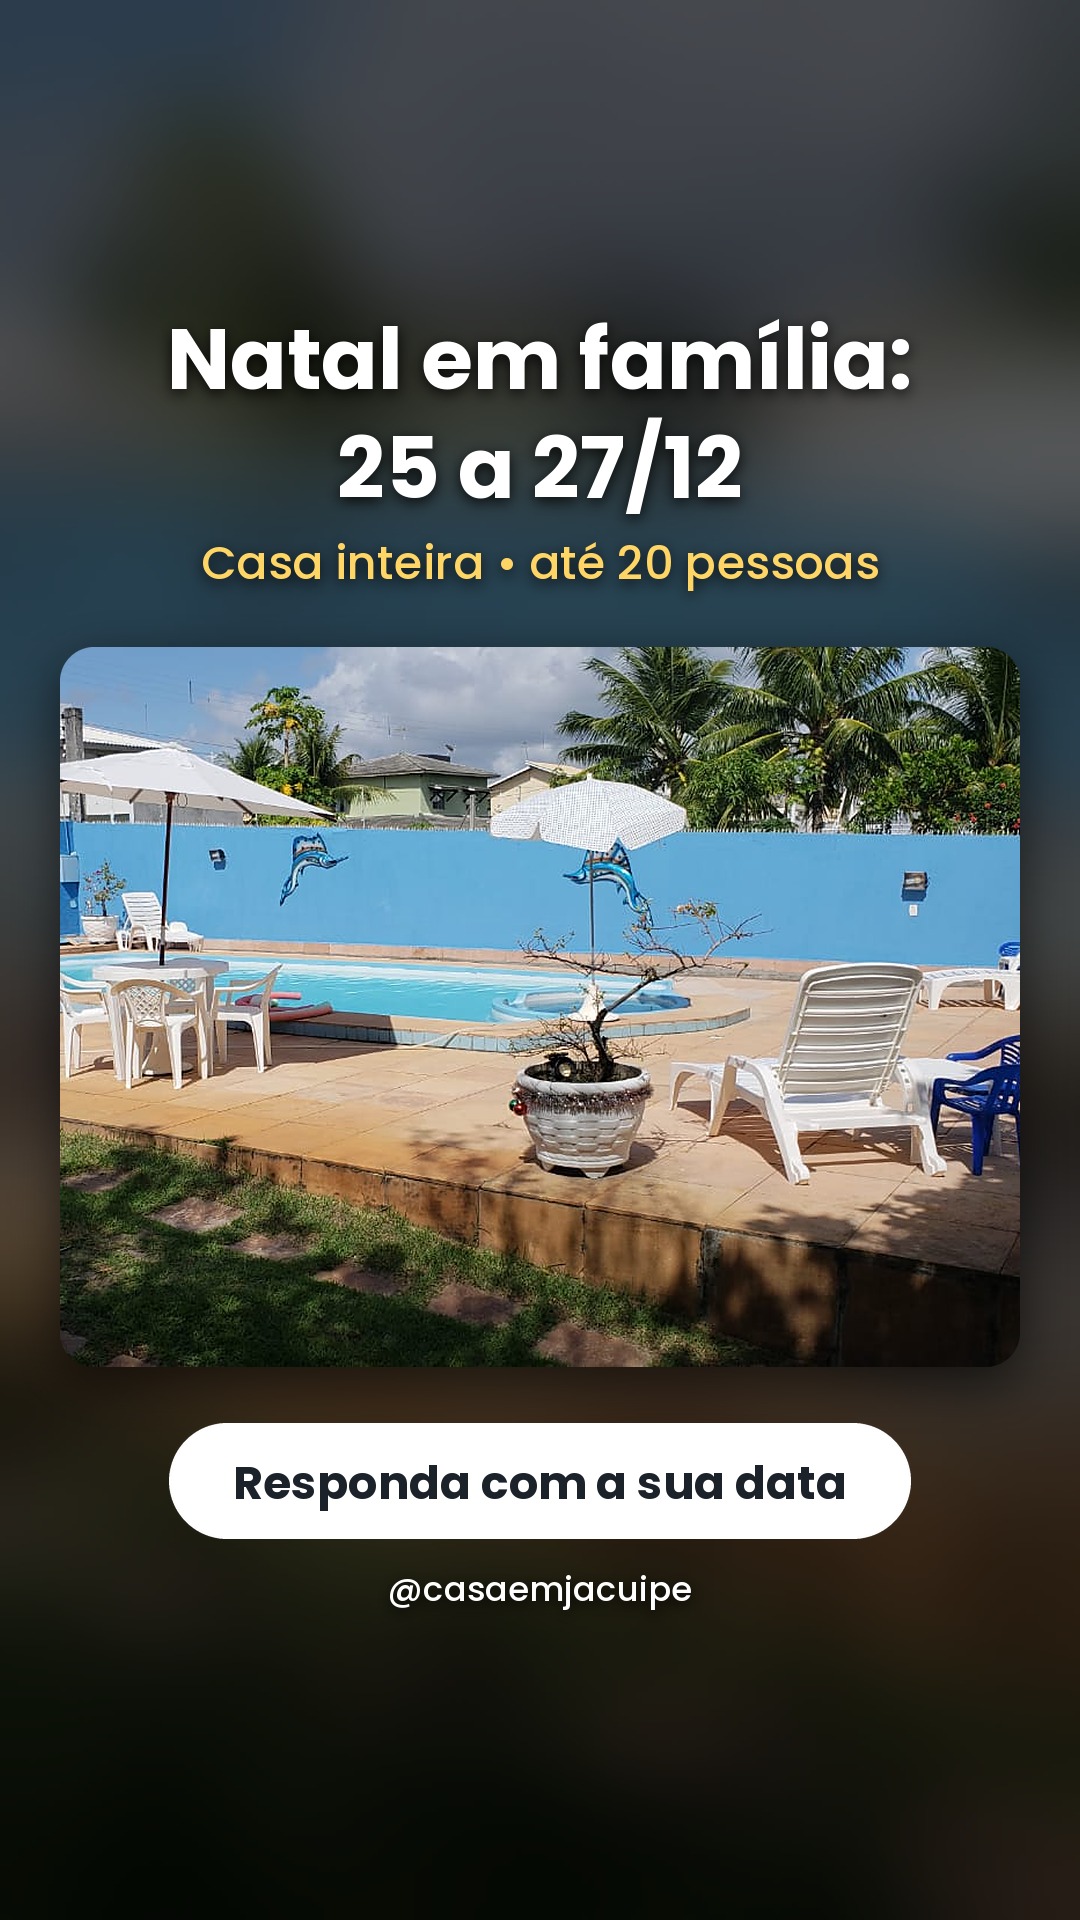 Natal em família:
25 a 27/12
Casa inteira • até 20 pessoas
Responda com a sua data
@casaemjacuipe